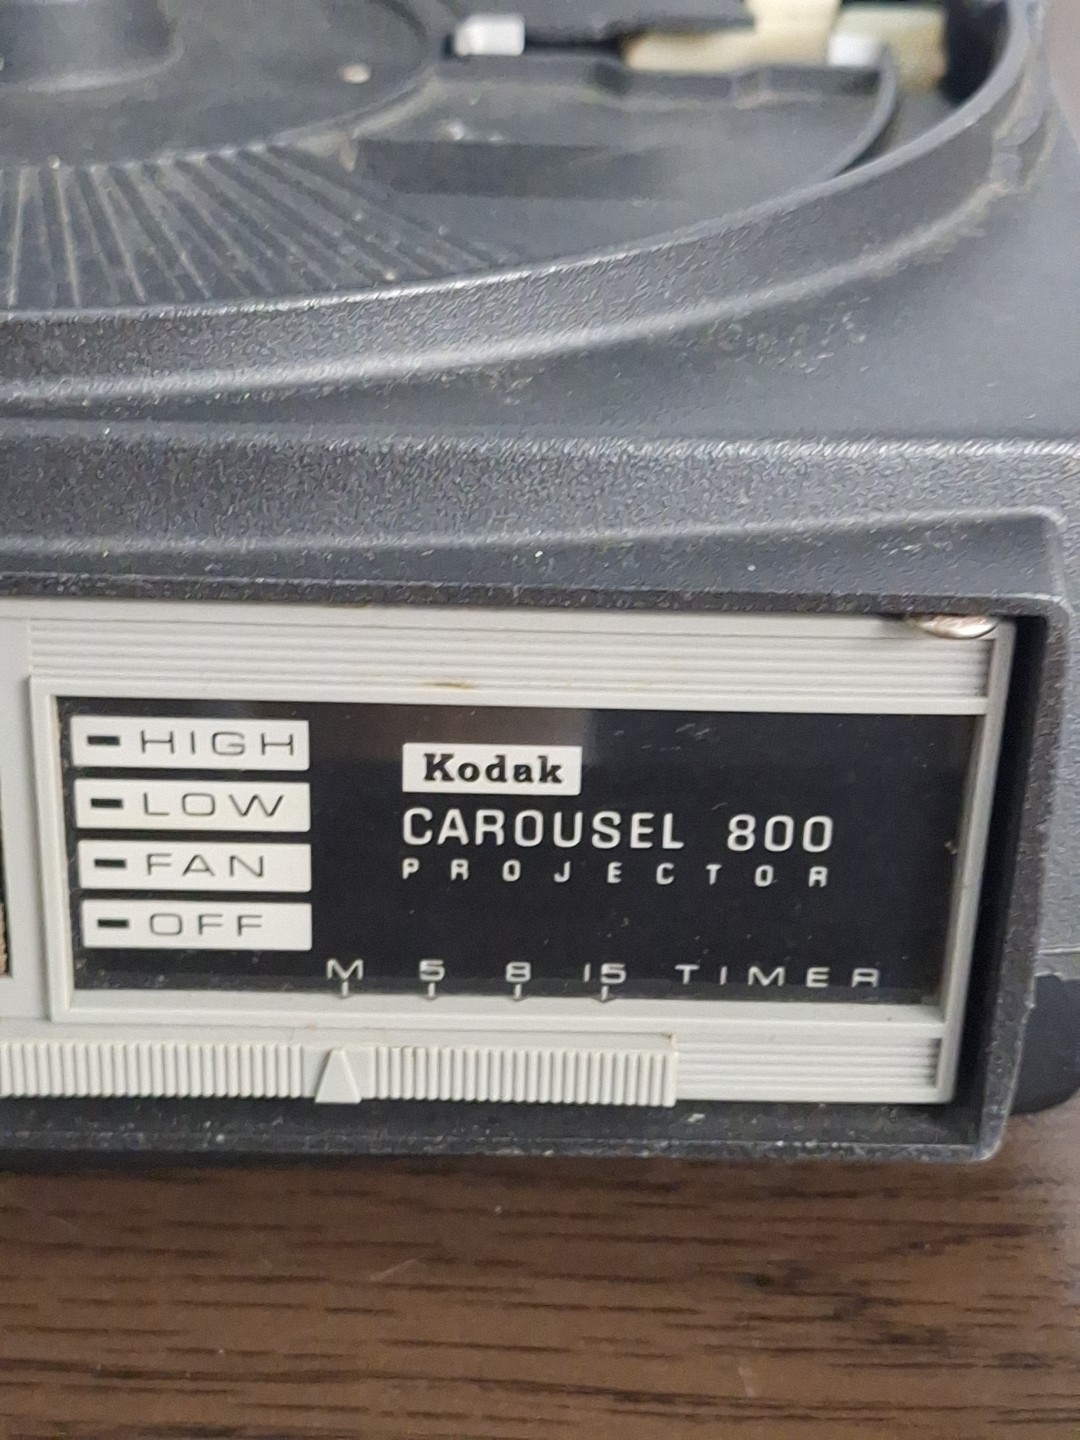 HIGH
LOW
FAN
OFF
Kodak
CAROUSEL 800
PROJECTOR
M 5 8 15 TIMER